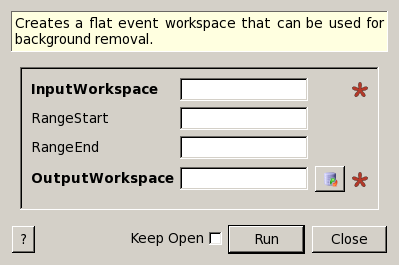 Creates a flat event workspace that can be used for
background removal.
InputWorkspace
RangeStart
RangeEnd
OutputWorkspace
? Keep Open Run Close